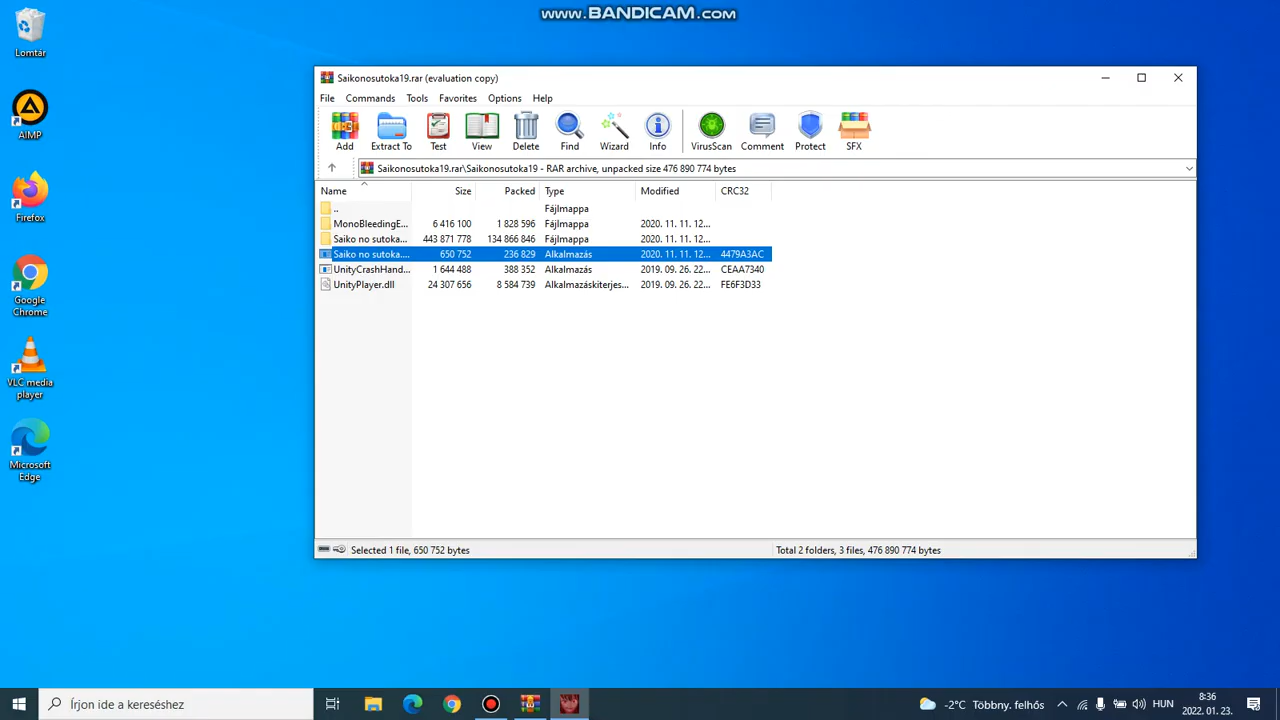 www.BANDICAM.com
Lomtár
AIMP
Firefox
Google
Chrome
VLC media
player
Microsoft
Edge
Saikonosutoka19.rar (evaluation copy)
File Commands Tools Favorites Options Help
Add Extract To Test View Delete Find Wizard Info VirusScan Comment Protect SFX
Saikonosutoka19.rar\Saikonosutoka19 - RAR archive, unpacked size 476 890 774 bytes
Name Size Packed Type Modified CRC32
.. Fájlmappa
MonoBleedingE... 6 416 100 1 828 596 Fájlmappa 2020. 11. 11. 12...
Saiko no sutoka... 443 871 778 134 866 846 Fájlmappa 2020. 11. 11. 12...
Saiko no sutoka.... 650 752 236 829 Alkalmazás 2020. 11. 11. 12... 4479A3AC
UnityCrashHand... 1 644 488 388 352 Alkalmazás 2019. 09. 26. 22... CEAA7340
UnityPlayer.dll 24 307 656 8 584 739 Alkalmazáskiterjes... 2019. 09. 26. 22... FE6F3D33
Selected 1 file, 650 752 bytes
Total 2 folders, 3 files, 476 890 774 bytes
Írjon ide a kereséshez
-2°C Többny. felhős
HUN
8:36
2022. 01. 23.